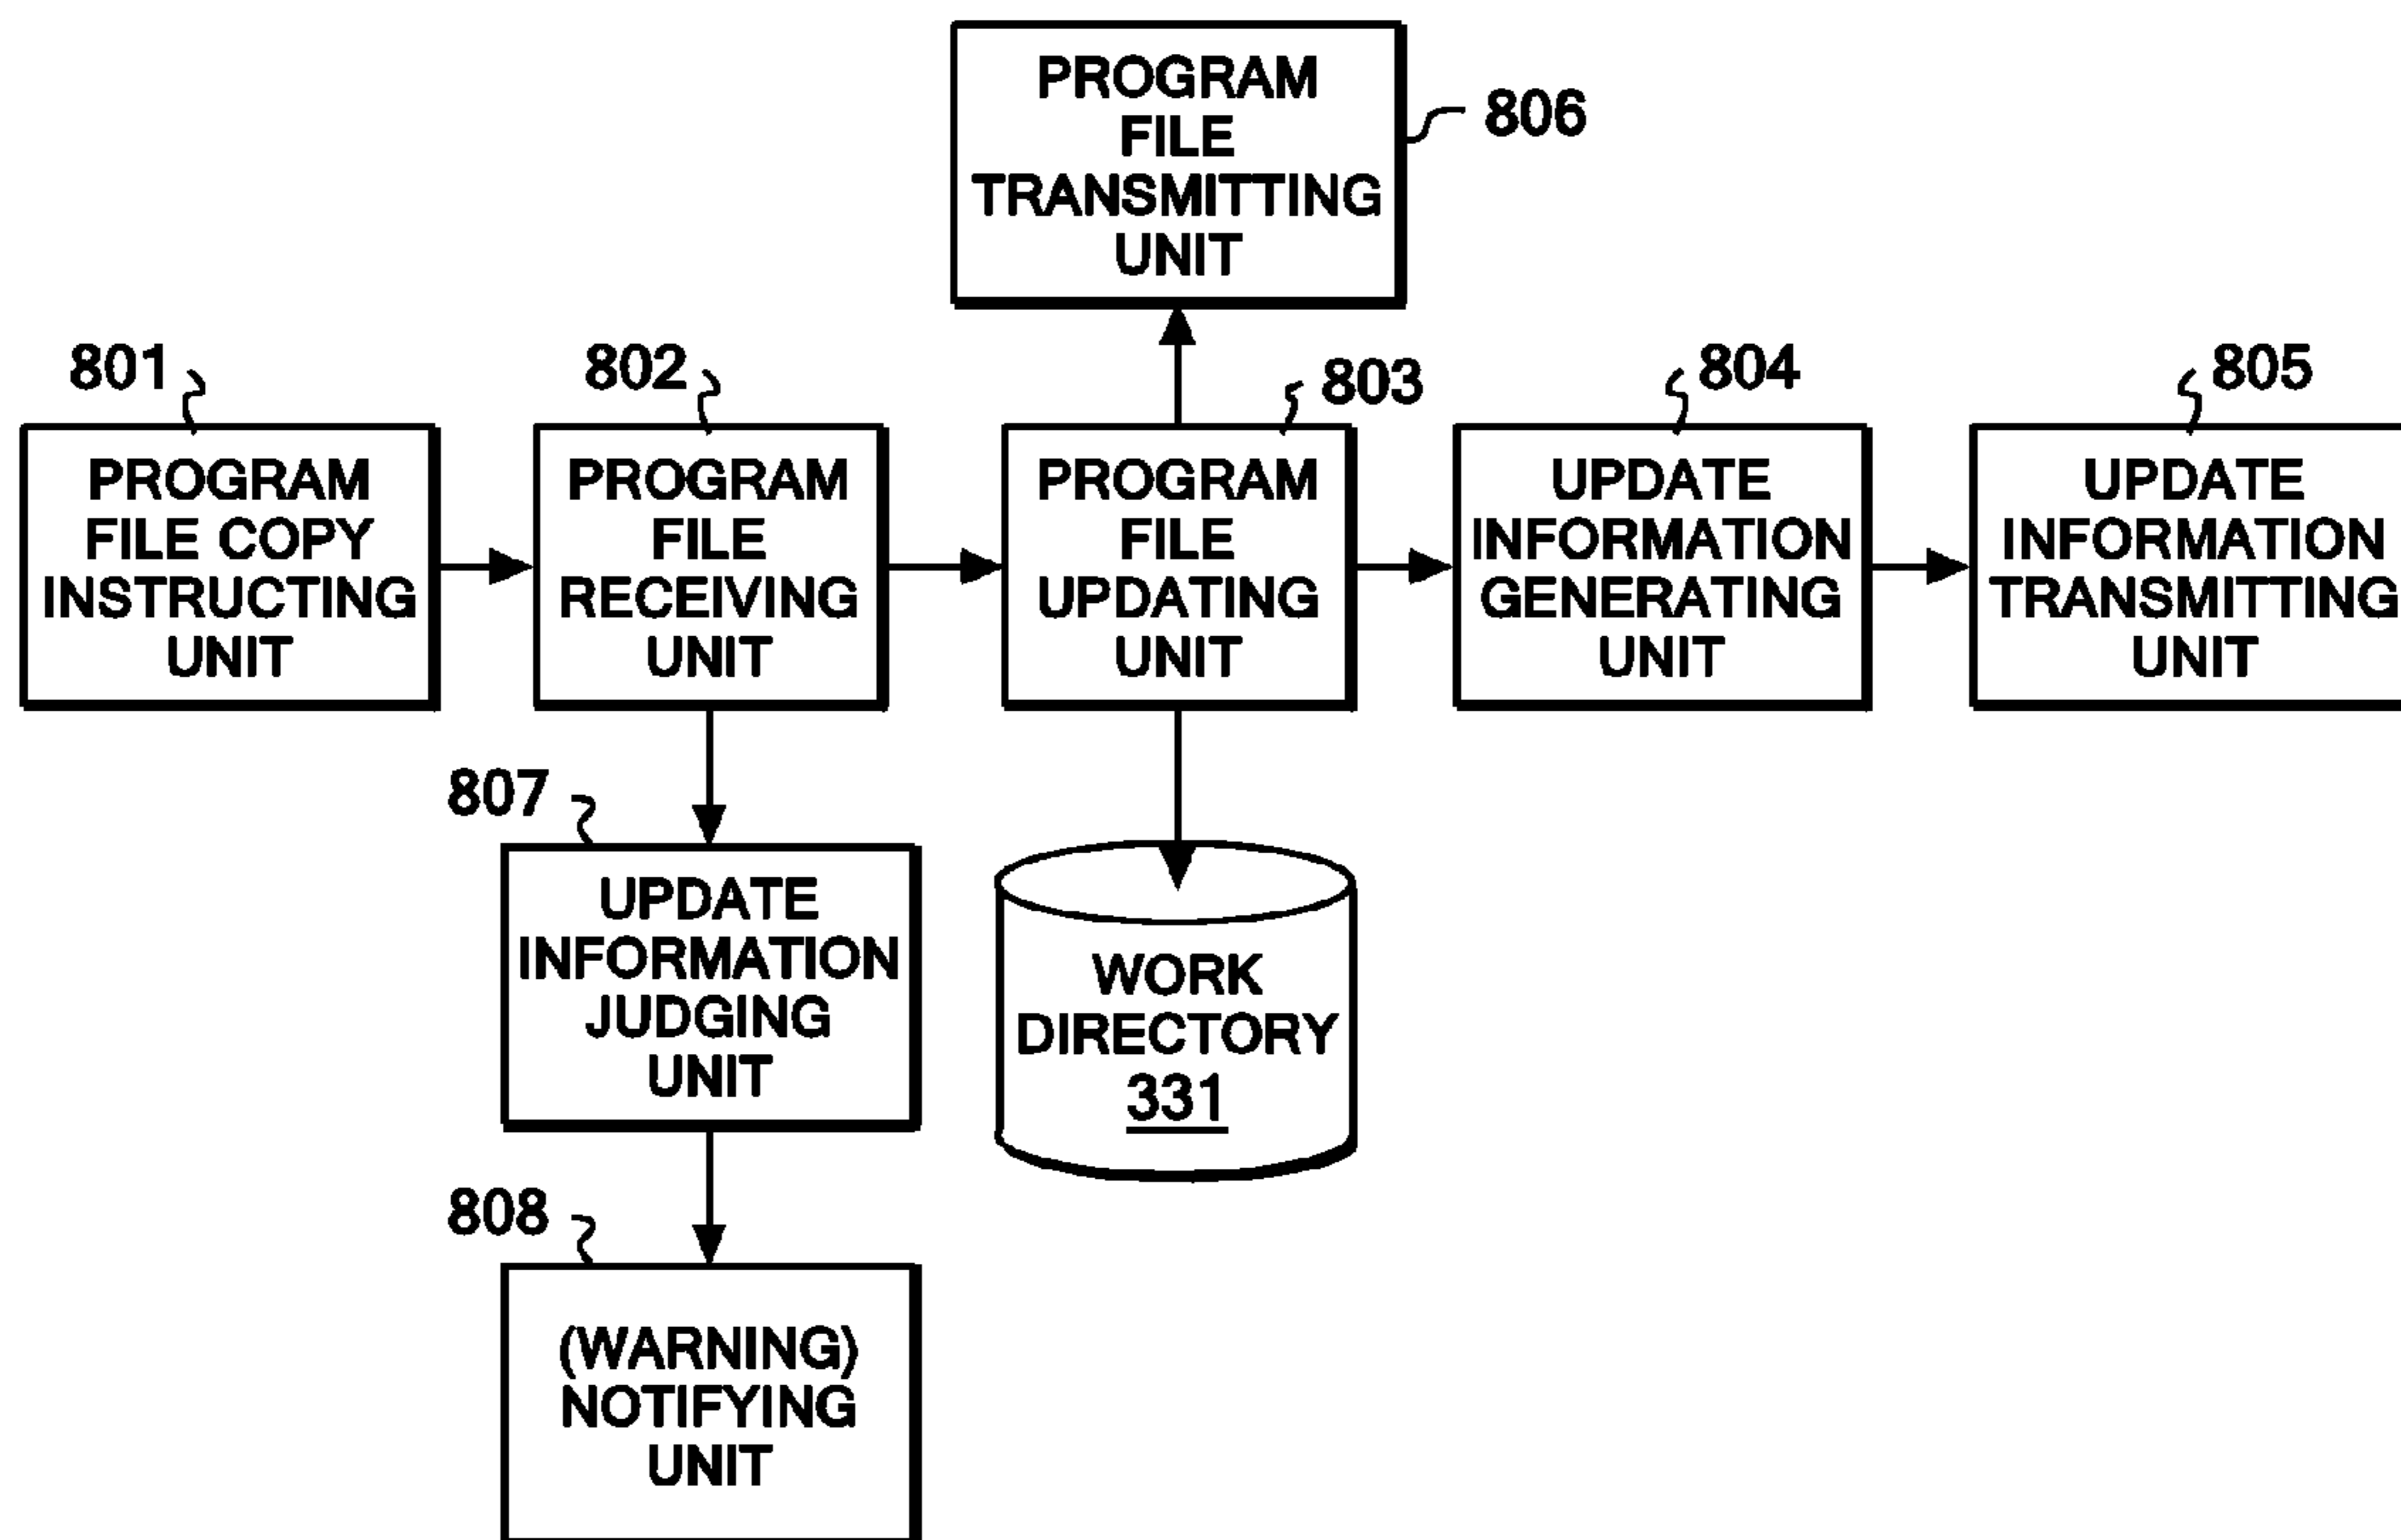 PROGRAM
FILE
TRANSMITTING
UNIT
806
801
PROGRAM
FILE COPY
INSTRUCTING
UNIT
802
PROGRAM
FILE
RECEIVING
UNIT
803
PROGRAM
FILE
UPDATING
UNIT
804
UPDATE
INFORMATION
GENERATING
UNIT
805
UPDATE
INFORMATION
TRANSMITTING
UNIT
807
UPDATE
INFORMATION
JUDGING
UNIT
WORK
DIRECTORY
331
808
(WARNING)
NOTIFYING
UNIT